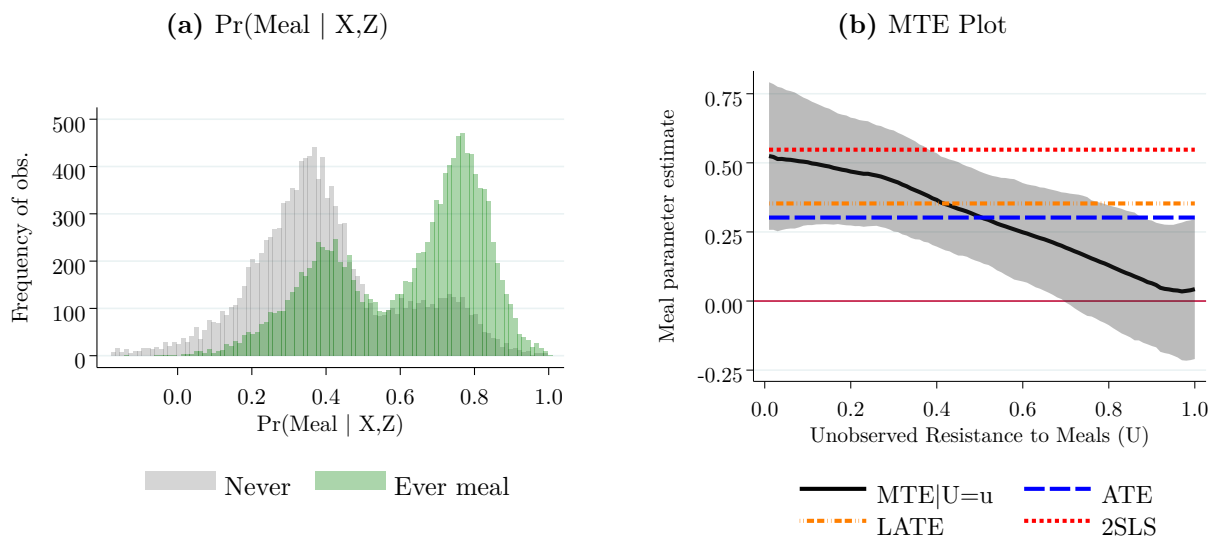 (a) Pr(Meal | X,Z)
500
400
300
200
100
0
Frequency of obs.
0.0 0.2 0.4 0.6 0.8 1.0
Pr(Meal | X,Z)
Never Ever meal
(b) MTE Plot
0.75
0.50
0.25
0.00
-0.25
Meal parameter estimate
0.0 0.2 0.4 0.6 0.8 1.0
Unobserved Resistance to Meals (U)
MTE|U=u ATE
LATE 2SLS